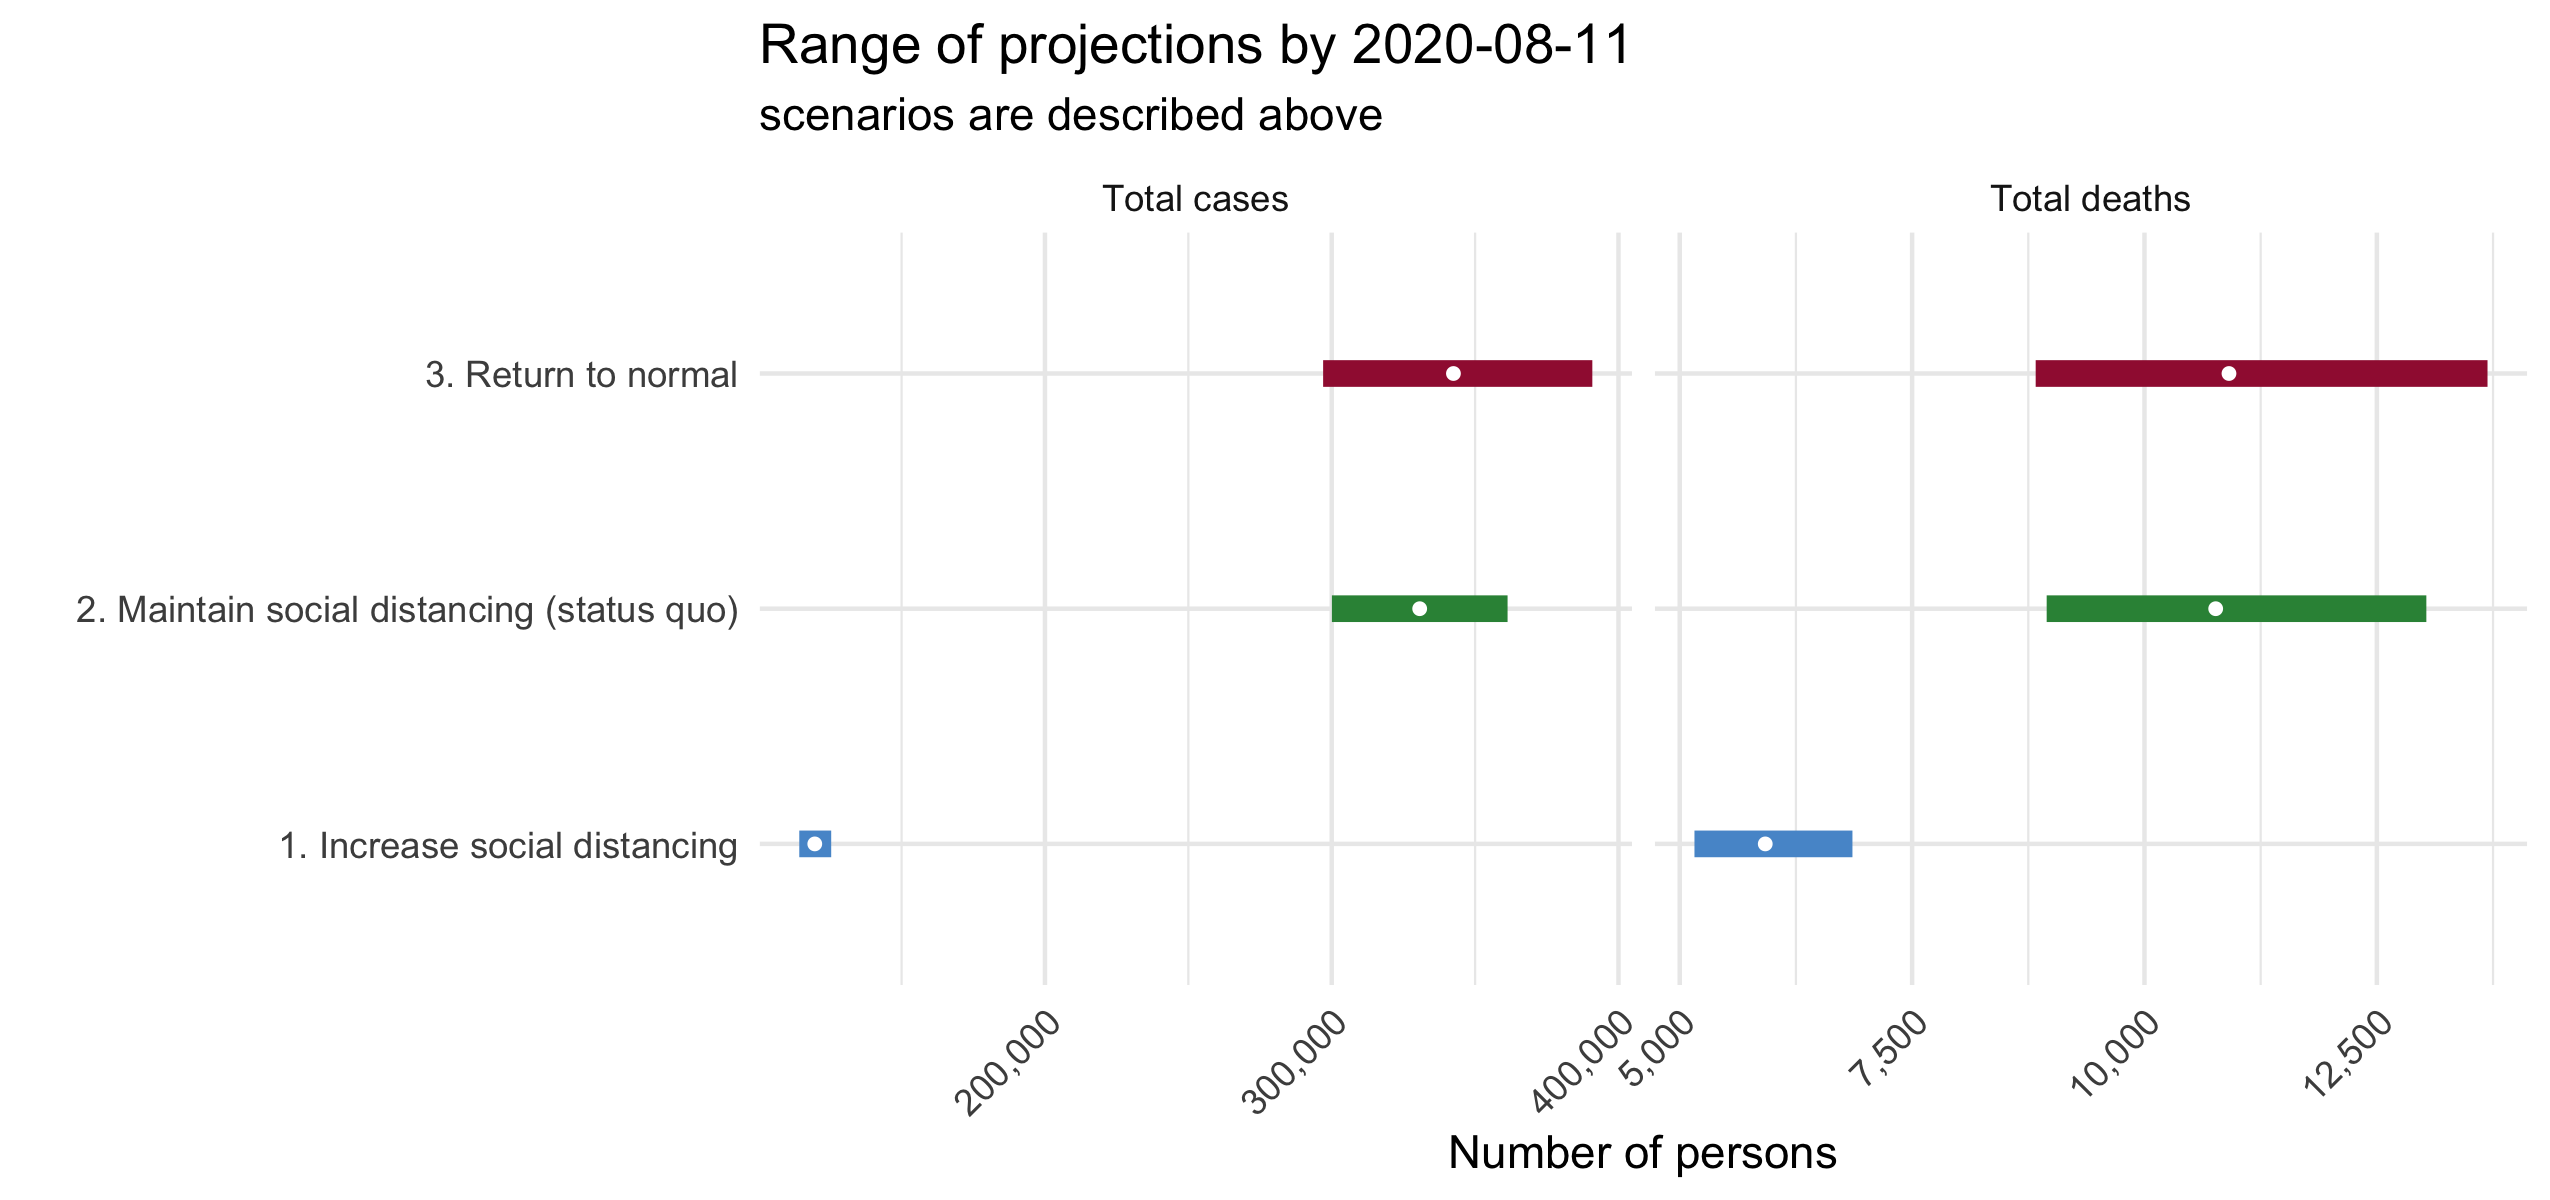 Range of projections by 2020-08-11
scenarios are described above
Total cases
Total deaths
3. Return to normal
2. Maintain social distancing (status quo)
1. Increase social distancing
200,000
300,000
400,000
5,000
7,500
10,000
12,500
Number of persons